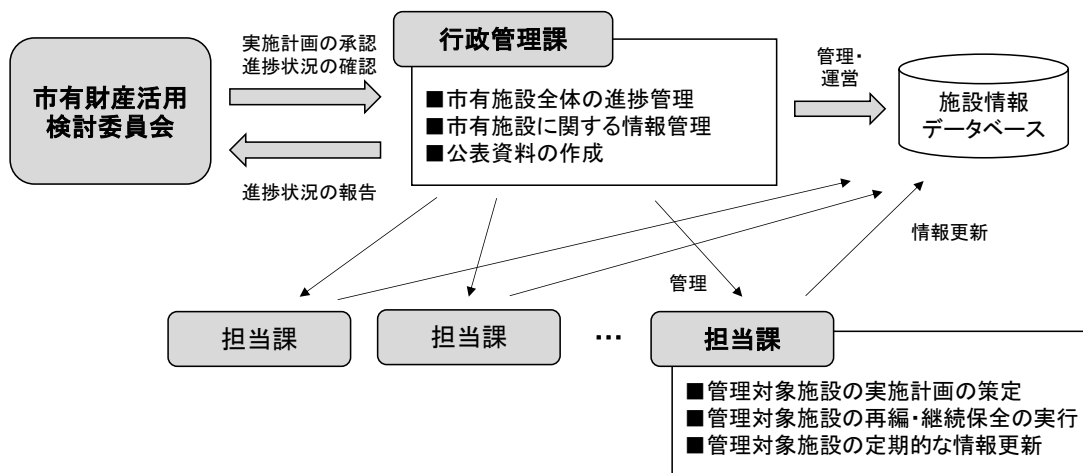 実施計画の承認
進捗状況の確認
市有財産活用
検討委員会
進捗状況の報告
行政管理課
■市有施設全体の進捗管理
■市有施設に関する情報管理
■公表資料の作成
管理・
運営
施設情報
データベース
情報更新
管理
担当課
担当課
…
担当課
■管理対象施設の実施計画の策定
■管理対象施設の再編・継続保全の実行
■管理対象施設の定期的な情報更新